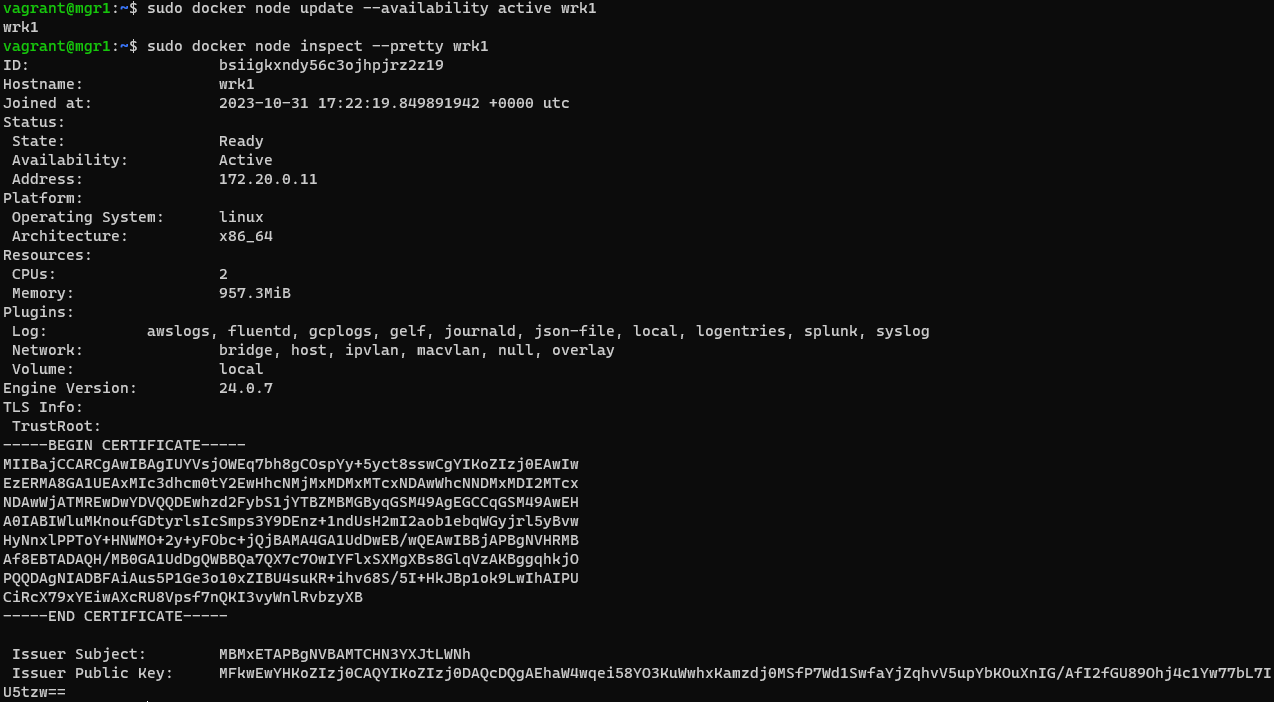 vagrant@mgr1:~$ sudo docker node update --availability active wrk1
wrk1
vagrant@mgr1:~$ sudo docker node inspect --pretty wrk1
ID: bsiigkxndy56c3ojhpjrz2z19
Hostname: wrk1
Joined at: 2023-10-31 17:22:19.849891942 +0000 utc
Status:
State: Ready
Availability: Active
Address: 172.20.0.11
Platform:
Operating System: linux
Architecture: x86_64
Resources:
CPUs: 2
Memory: 957.3MiB
Plugins:
Log: awslogs, fluentd, gcplogs, gelf, journald, json-file, local, logentries, splunk, syslog
Network: bridge, host, ipvlan, macvlan, null, overlay
Volume: local
Engine Version: 24.0.7
TLS Info:
TrustRoot:
-----BEGIN CERTIFICATE-----
MIIBajCCARCgAwIBAgIUYVsjOWEq7bh8gCOspYy+5yct8sswCgYIKoZIzj0EAwIw
EzERMA8GA1UEAxMIc3dhcm0tY2EwHhcNMjMxMDMxMTcxNDAwWhcNNDMxMDI2MTcx
NDAwWjATMREwDwYDVQQDEwhzd2FybS1jYTBZMBMGByqGSM49AgEGCCqGSM49AwEH
A0IABIWluMKnoufGDtyrlsIcSmps3Y9DEnz+1ndUsH2mI2aob1ebqWGyjrl5yBvw
HyNnxlPPToY+HNWMO+2y+yFObc+jQjBAMA4GA1UdDwEB/wQEAwIBBjAPBgNVHRMB
Af8EBTADAQH/MB0GA1UdDgQWBBQa7QX7c7OwIYFlxSXMgXBs8GlqVzAKBggqhkjO
PQQDAgNIADBFAiAus5P1Ge3o10xZIBU4suKR+ihv68S/5I+HkJBp1ok9LwIhAIPU
CiRcX79xYEiwAXcRU8Vpsf7nQKI3vyWnlRvbzyXB
-----END CERTIFICATE-----
Issuer Subject: MBMxETAPBgNVBAMTCHN3YXJtLWNh
Issuer Public Key: MFkwEwYHKoZIzj0CAQYIKoZIzj0DAQcDQgAEhaW4wqei58YO3KuWwhxKamzdj0MSfP7Wd1SwfaYjZqhvV5upYbKOuXnIG/AfI2fGU89Ohj4c1Yw77bL7I
U5tzw==